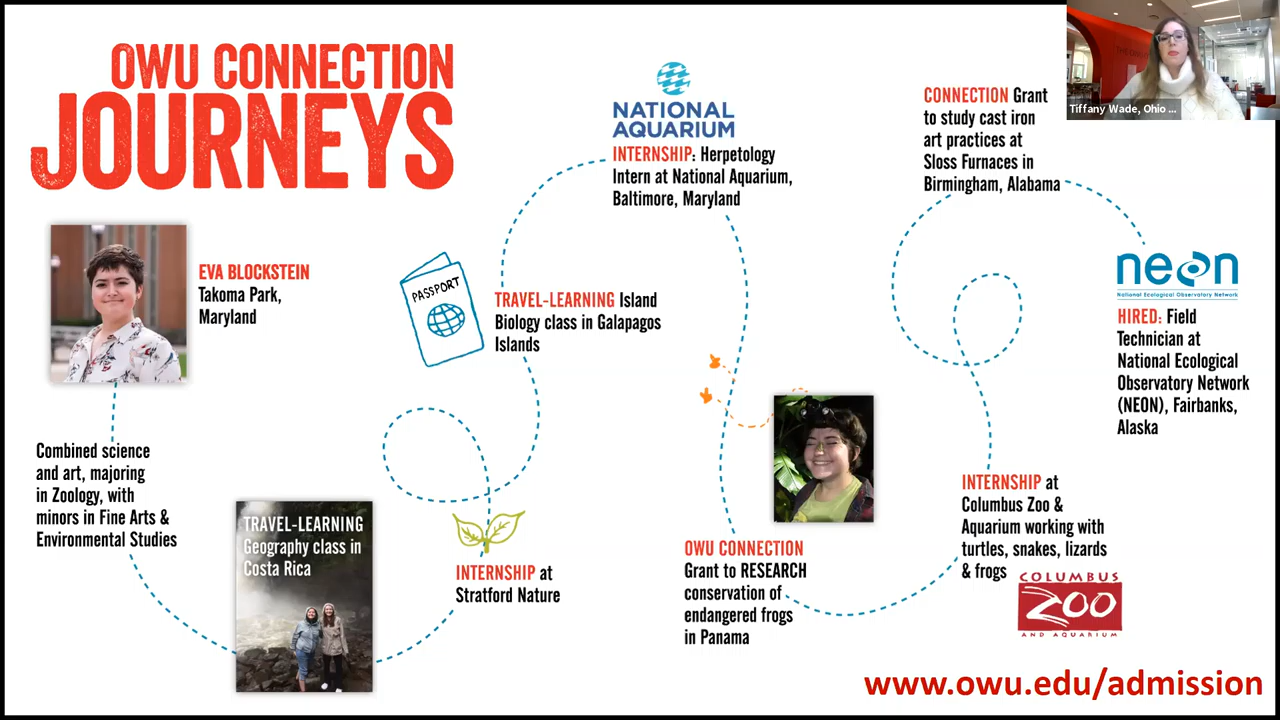 OWU CONNECTION
JOURNEYS
EVA BLOCKSTEIN
Takoma Park,
Maryland
Combined science
and art, majoring
in Zoology, with
minors in Fine Arts &
Environmental Studies
TRAVEL-LEARNING
Geography class in
Costa Rica
INTERNSHIP at
Stratford Nature
PASSPORT
TRAVEL-LEARNING Island
Biology class in Galapagos
Islands
NATIONAL
AQUARIUM
INTERNSHIP: Herpetology
Intern at National Aquarium,
Baltimore, Maryland
OWU CONNECTION
Grant to RESEARCH
conservation of
endangered frogs
in Panama
INTERNSHIP at
Columbus Zoo &
Aquarium working with
turtles, snakes, lizards
& frogs
COLUMBUS
ZOO
AND AQUARIUM
CONNECTION Grant
to study cast iron
art practices at
Sloss Furnaces in
Birmingham, Alabama
neon
National Ecological Observatory Network
HIRED: Field
Technician at
National Ecological
Observatory Network
(NEON), Fairbanks,
Alaska
Tiffany Wade, Ohio ...
www.owu.edu/admission